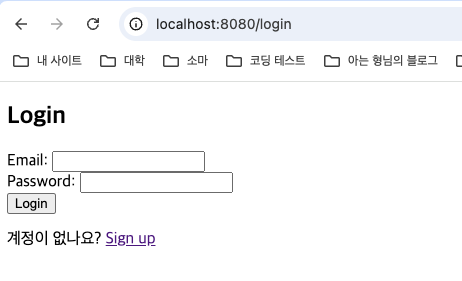 localhost:8080/login
내 사이트 대학 소마 코딩 테스트 아는 형님의 블로그
Login
Email:
Password:
Login
계정이 없나요? Sign up